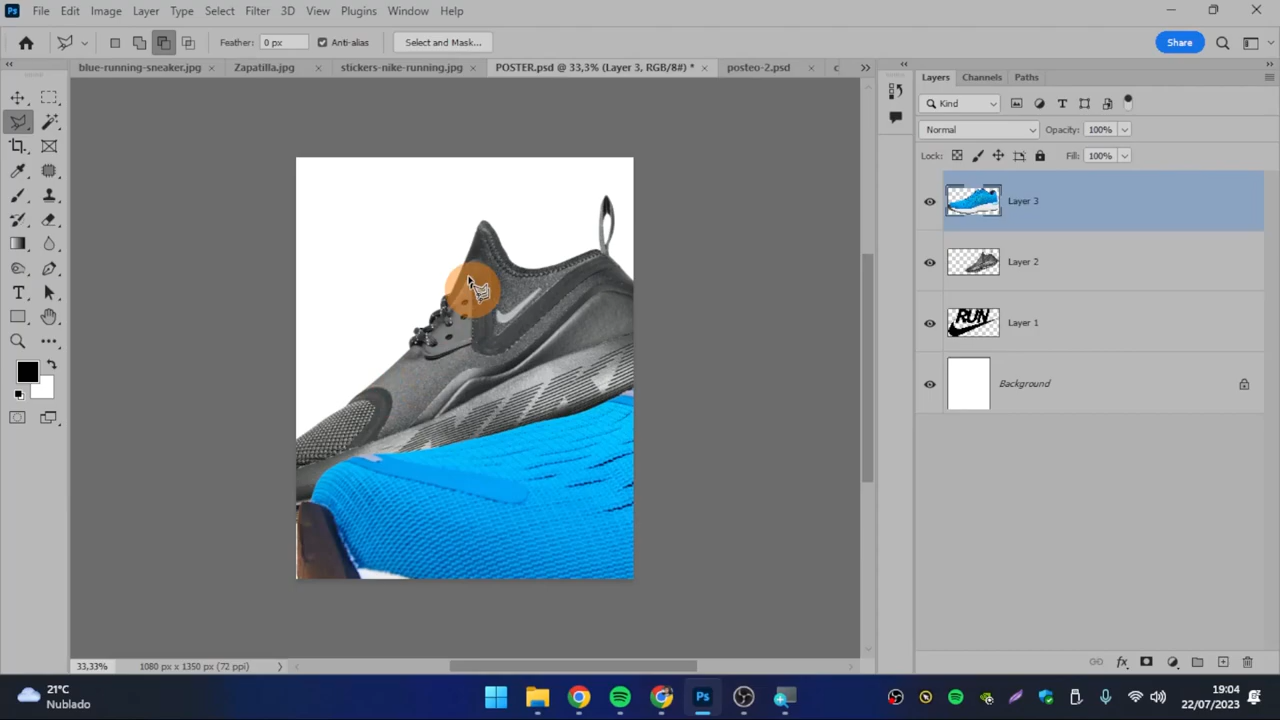 Ps File Edit Image Layer Type Select Filter 3D View Plugins Window Help
Feather: 0 px Anti-alias Select and Mask... Share
blue-running-sneaker.jpg × Zapatilla.jpg × stickers-nike-running.jpg × POSTER.psd @ 33,3% (Layer 3, RGB/8#) * × posteo-2.psd × c
Layers Channels Paths
Kind
Normal Opacity: 100%
Lock: Fill: 100%
Layer 3
Layer 2
RUN Layer 1
Background
T
33,33% 1080 px x 1350 px (72 ppi)
fx
21°C
Nublado
Ps
19:04
22/07/2023